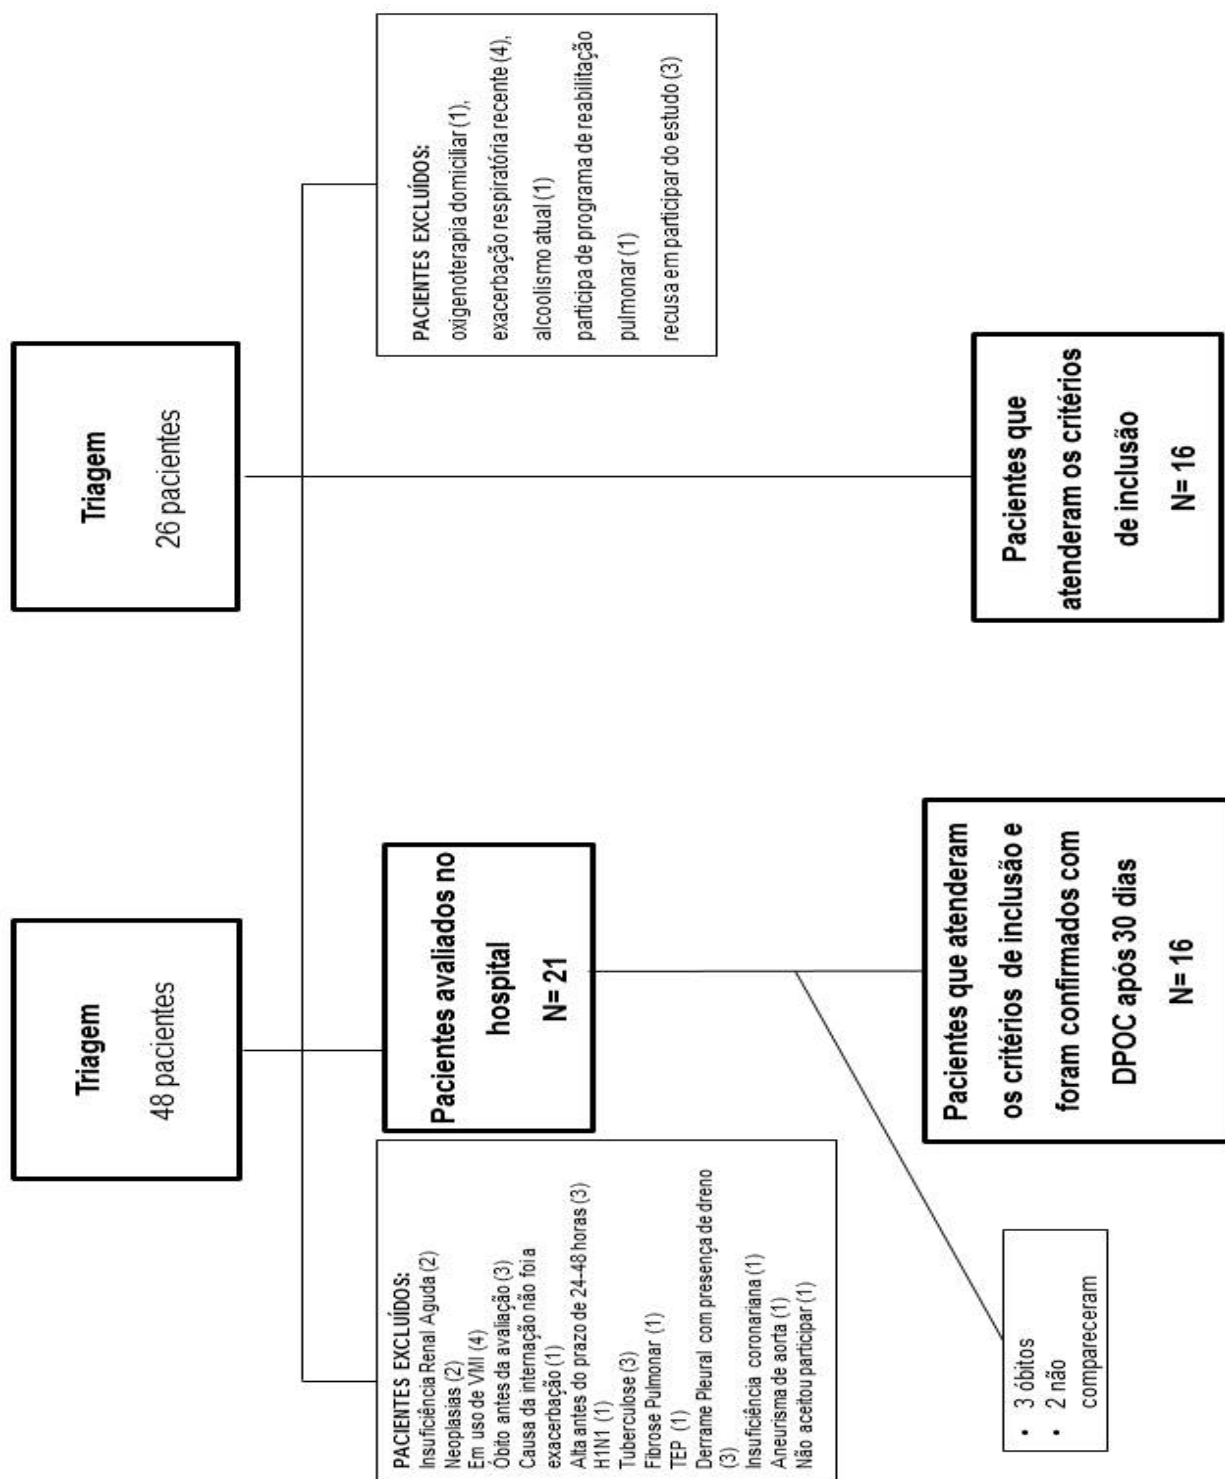 Triagem
48 pacientes
Triagem
26 pacientes
PACIENTES EXCLUÍDOS:
Insuficiência Renal Aguda (2)
Neoplasias (2)
Em uso de VMI (4)
Óbito antes da avaliação (3)
Causa da internação não foi a
exacerbação (1)
Alta antes do prazo de 24-48 horas (3)
H1N1 (1)
Tuberculose (3)
Fibrose Pulmonar (1)
TEP (1)
Derrame Pleural com presença de dreno
(3)
Insuficiência coronariana (1)
Aneurisma de aorta (1)
Não aceitou participar (1)
Pacientes avaliados no
hospital
N= 21
PACIENTES EXCLUÍDOS:
oxigenoterapia domiciliar (1),
exacerbação respiratória recente (4),
alcoolismo atual (1)
participa de programa de reabilitação
pulmonar (1)
recusa em participar do estudo (3)
• 3 óbitos
• 2 não
compareceram
Pacientes que atenderam
os critérios de inclusão e
foram confirmados com
DPOC após 30 dias
N= 16
Pacientes que
atenderam os critérios
de inclusão
N= 16